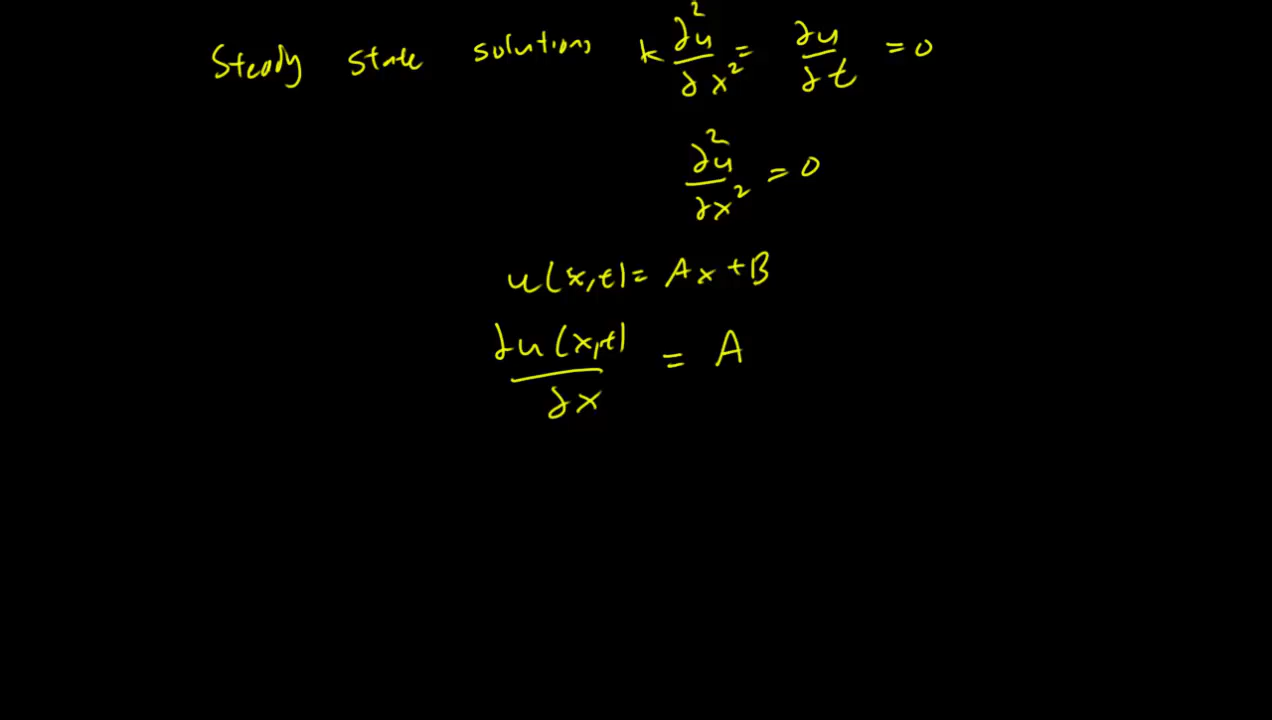 Steady state solutions k ∂²u/∂x² = ∂u/∂t = 0
∂²u/∂x² = 0
u(x,t) = Ax + B
∂u(x,t)/∂x = A